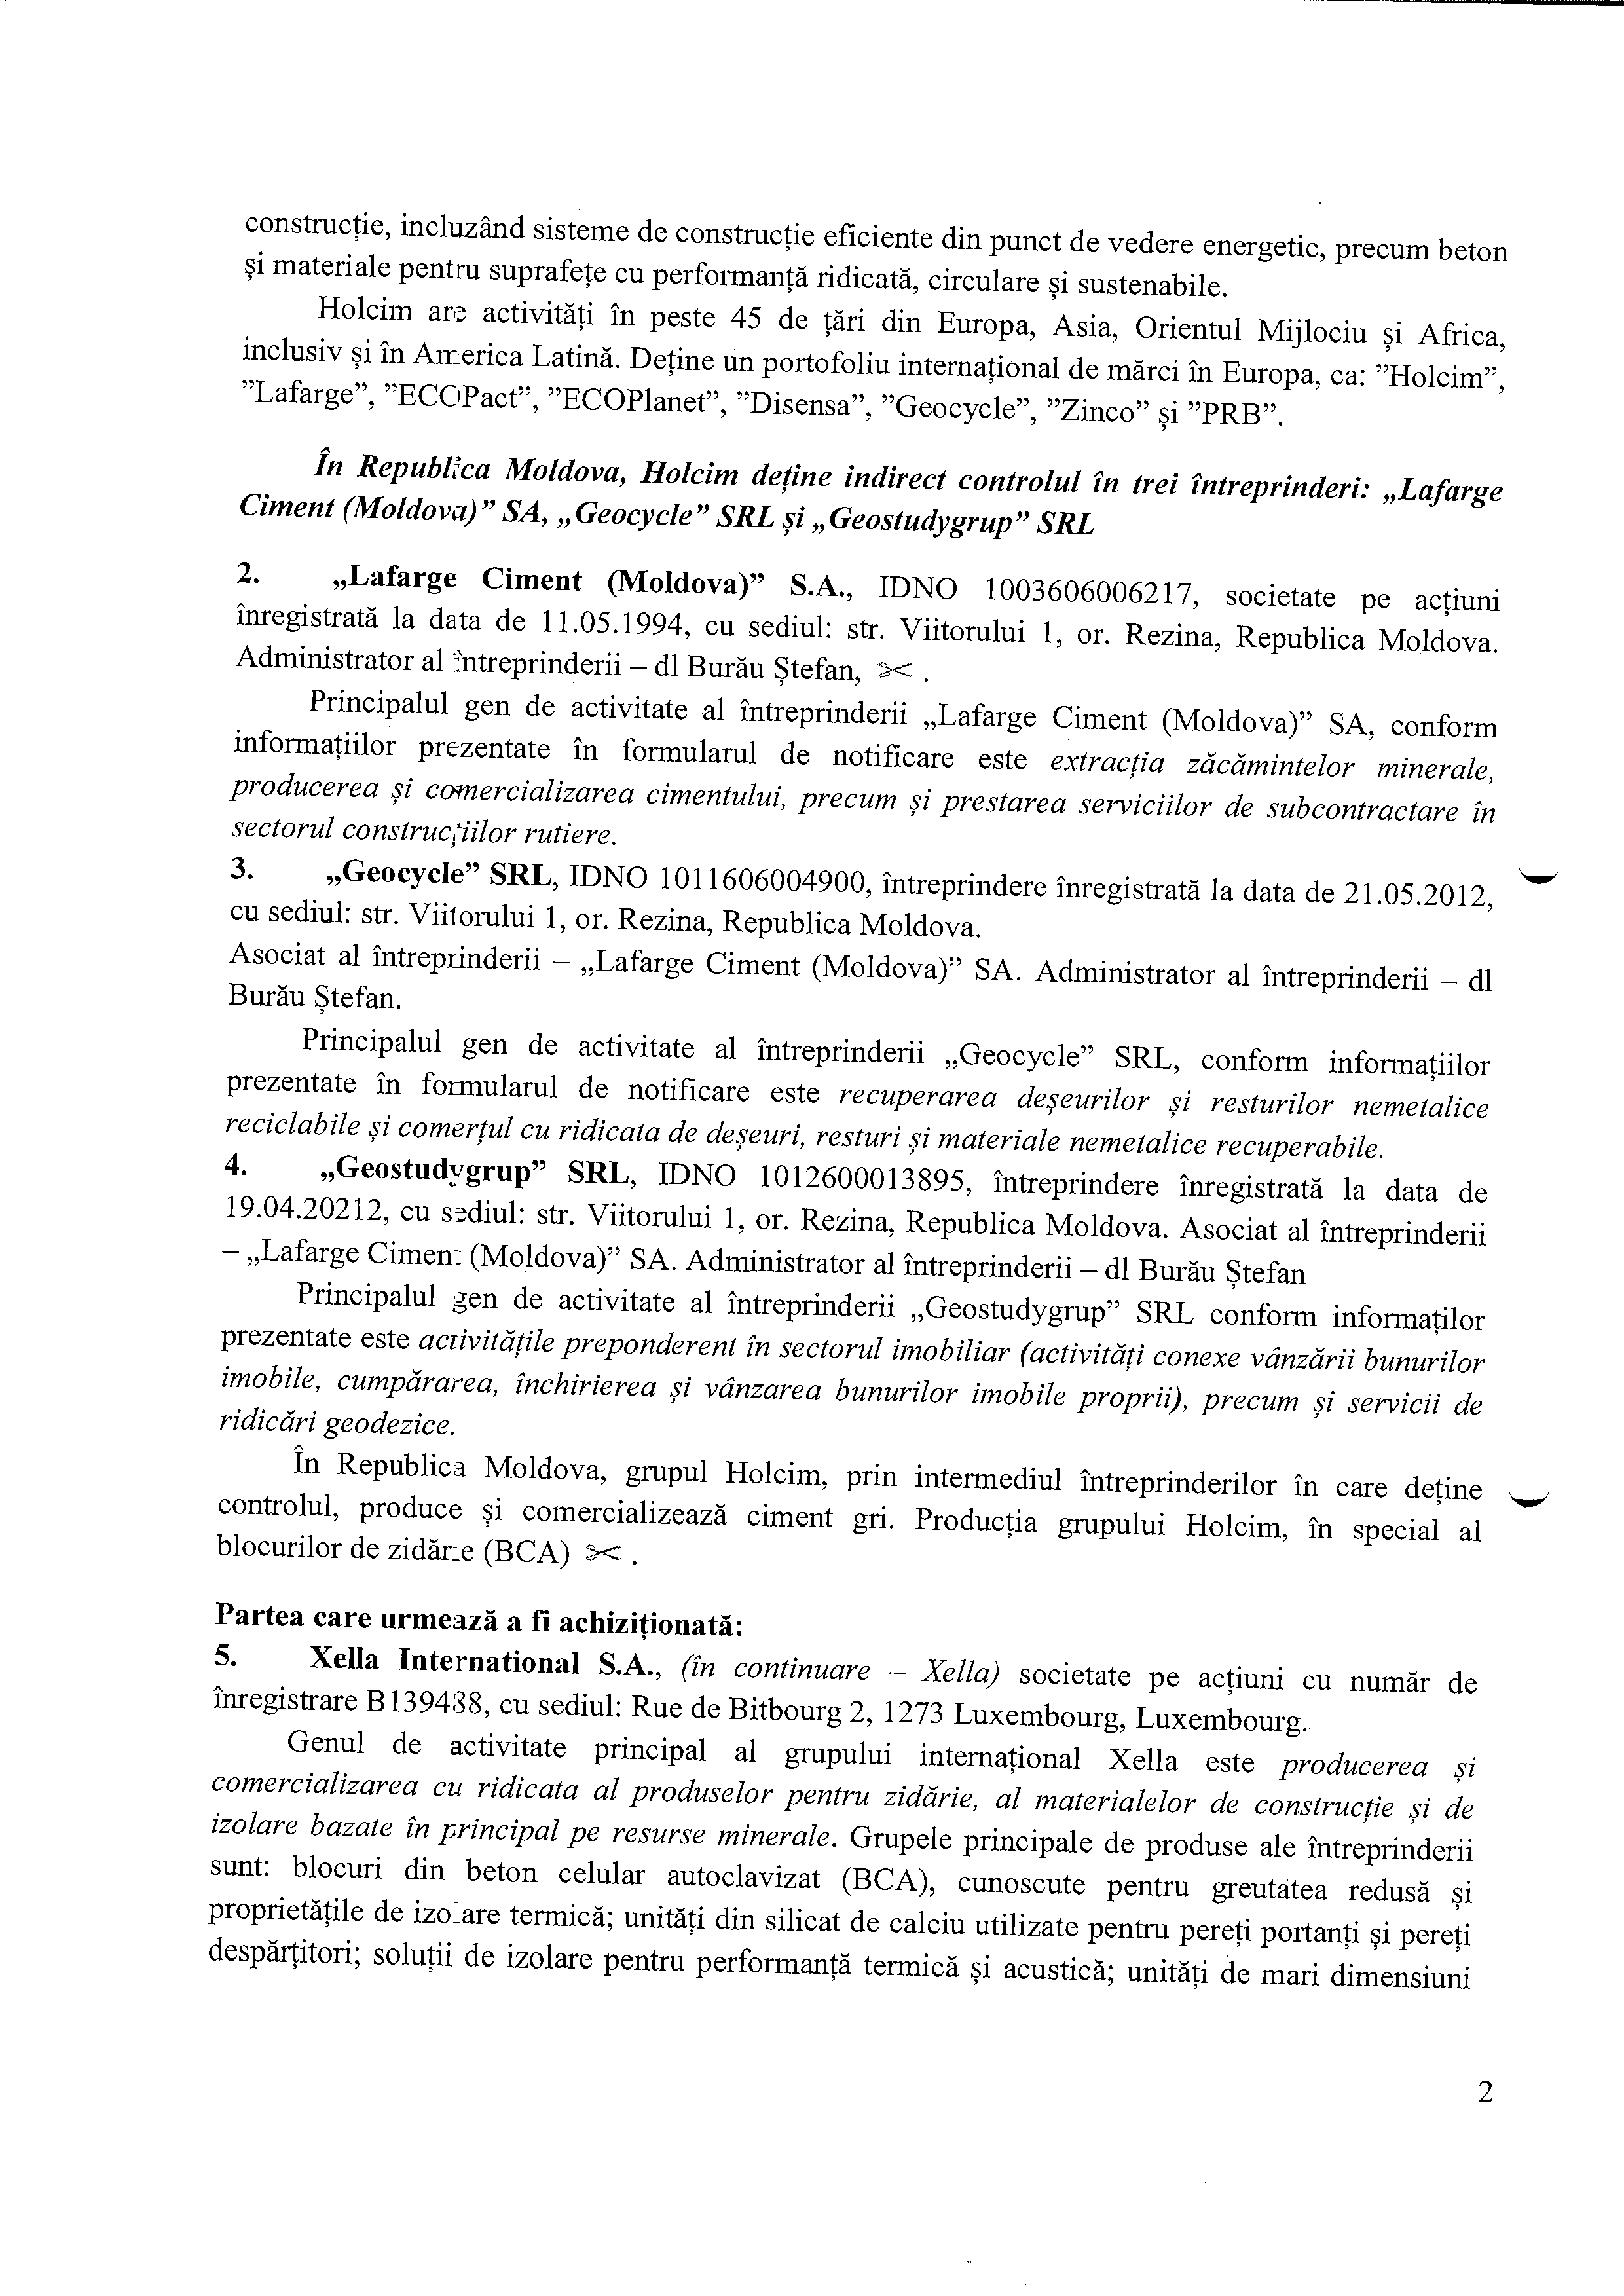 construcție, incluzând sisteme de construcție eficiente din punct de vedere energetic, precum beton
și materiale pentru suprafețe cu performanță ridicată, circulare și sustenabile.
Holcim are activități în peste 45 de țări din Europa, Asia, Orientul Mijlociu și Africa,
inclusiv și în America Latină. Deține un portofoliu internațional de mărci în Europa, ca: ”Holcim”,
”Lafarge”, ”ECOPact”, ”ECOPlanet”, ”Disensa”, ”Geocycle”, ”Zinco” și ”PRB”.
În Republica Moldova, Holcim deține indirect controlul în trei întreprinderi: „Lafarge
Ciment (Moldova)” SA, „Geocycle” SRL și „Geostudygrup” SRL
2. „Lafarge Ciment (Moldova)” S.A., IDNO 1003606006217, societate pe acțiuni
înregistrată la data de 11.05.1994, cu sediul: str. Viitorului 1, or. Rezina, Republica Moldova.
Administrator al întreprinderii – dl Burău Ștefan, ✂.
Principalul gen de activitate al întreprinderii „Lafarge Ciment (Moldova)” SA, conform
informațiilor prezentate în formularul de notificare este extracția zăcămintelor minerale,
producerea și comercializarea cimentului, precum și prestarea serviciilor de subcontractare în
sectorul construcțiilor rutiere.
3. „Geocycle” SRL, IDNO 1011606004900, întreprindere înregistrată la data de 21.05.2012,
cu sediul: str. Viitorului 1, or. Rezina, Republica Moldova.
Asociat al întreprinderii – „Lafarge Ciment (Moldova)” SA. Administrator al întreprinderii – dl
Burău Ștefan.
Principalul gen de activitate al întreprinderii „Geocycle” SRL, conform informațiilor
prezentate în formularul de notificare este recuperarea deșeurilor și resturilor nemetalice
reciclabile și comerțul cu ridicata de deșeuri, resturi și materiale nemetalice recuperabile.
4. „Geostudygrup” SRL, IDNO 1012600013895, întreprindere înregistrată la data de
19.04.20212, cu sediul: str. Viitorului 1, or. Rezina, Republica Moldova. Asociat al întreprinderii
– „Lafarge Ciment (Moldova)” SA. Administrator al întreprinderii – dl Burău Ștefan
Principalul gen de activitate al întreprinderii „Geostudygrup” SRL conform informaților
prezentate este activitățile preponderent în sectorul imobiliar (activități conexe vânzării bunurilor
imobile, cumpărarea, închirierea și vânzarea bunurilor imobile proprii), precum și servicii de
ridicări geodezice.
În Republica Moldova, grupul Holcim, prin intermediul întreprinderilor în care deține
controlul, produce și comercializează ciment gri. Producția grupului Holcim, în special al
blocurilor de zidărie (BCA) ✂.
Partea care urmează a fi achiziționată:
5. Xella International S.A., (în continuare – Xella) societate pe acțiuni cu număr de
înregistrare B139438, cu sediul: Rue de Bitbourg 2, 1273 Luxembourg, Luxembourg.
Genul de activitate principal al grupului internațional Xella este producerea și
comercializarea cu ridicata al produselor pentru zidărie, al materialelor de construcție și de
izolare bazate în principal pe resurse minerale. Grupele principale de produse ale întreprinderii
sunt: blocuri din beton celular autoclavizat (BCA), cunoscute pentru greutatea redusă și
proprietățile de izolare termică; unități din silicat de calciu utilizate pentru pereți portanți și pereți
despărțitori; soluții de izolare pentru performanță termică și acustică; unități de mari dimensiuni
2